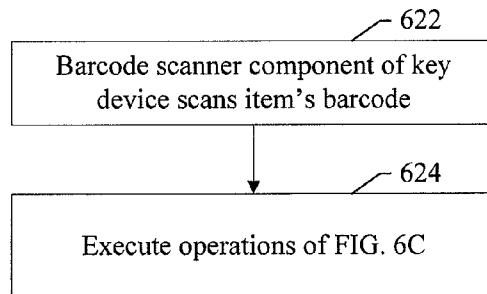 622
Barcode scanner component of key
device scans item's barcode
624
Execute operations of FIG. 6C